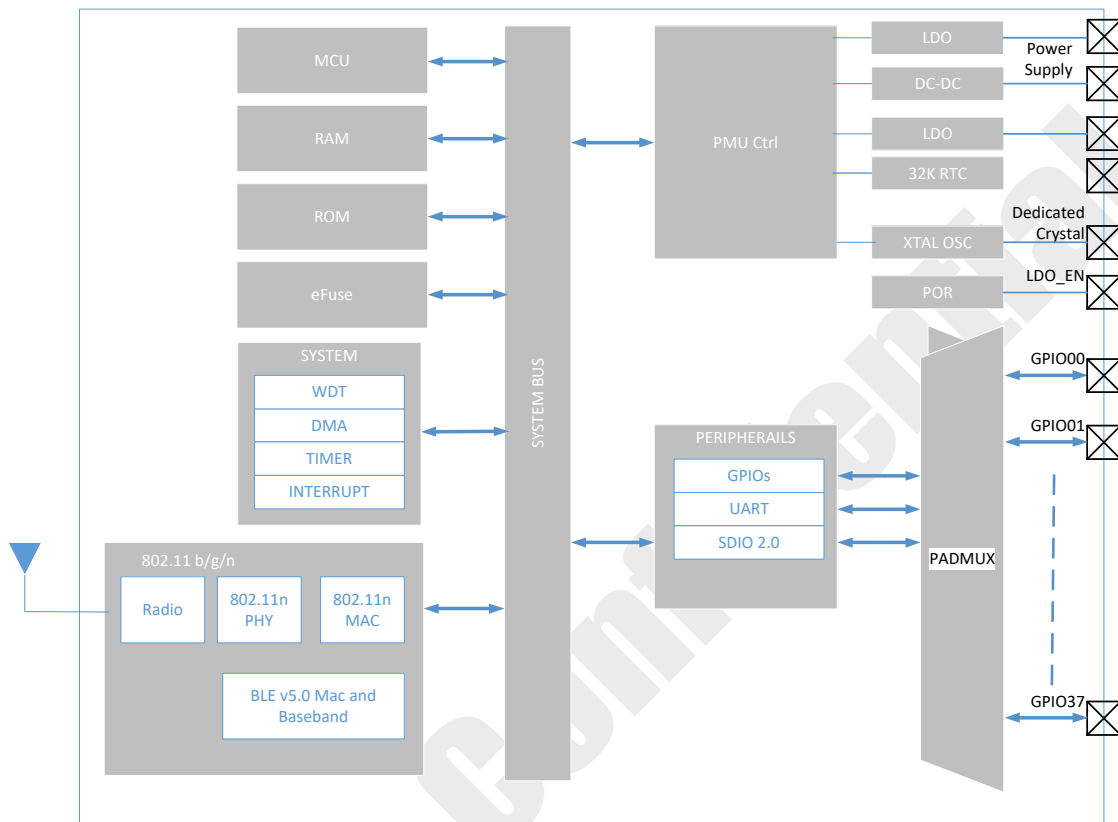 MCU
RAM
ROM
eFuse
SYSTEM
WDT
DMA
TIMER
INTERRUPT
802.11 b/g/n
Radio
802.11n
PHY
802.11n
MAC
BLE v5.0 Mac and
Baseband
SYSTEM BUS
PMU Ctrl
LDO
DC-DC
LDO
32K RTC
XTAL OSC
POR
Power
Supply
Dedicated
Crystal
LDO_EN
PERIPHERAILS
GPIOs
UART
SDIO 2.0
PADMUX
GPIO00
GPIO01
GPIO37
Confidential